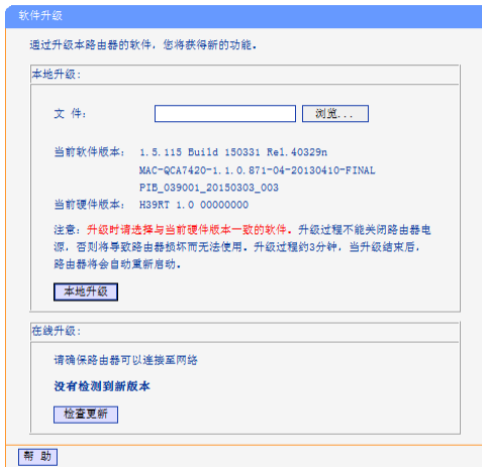 软件升级
通过升级本路由器的软件，您将获得新的功能。
本地升级：
文 件： 浏览...
当前软件版本： 1.5.115 Build 150331 Rel.40329n
MAC-QCA7420-1.1.0.871-04-20130410-FINAL
PIB_039001_20150303_003
当前硬件版本： H39RT 1.0 00000000
注意：升级时请选择与当前硬件版本一致的软件。升级过程不能关闭路由器电
源，否则将导致路由器损坏而无法使用。升级过程约3分钟，当升级结束后，
路由器将会自动重新启动。
本地升级
在线升级：
请确保路由器可以连接至网络
没有检测到新版本
检查更新
帮 助